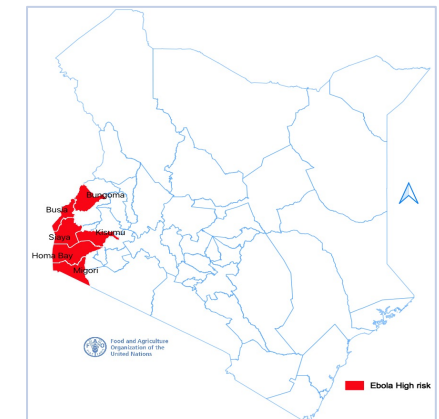 Bungoma
Busia
Kisumu
Siaya
Homa Bay
Migori
Food and Agriculture
Organization of the
United Nations
Ebola High risk